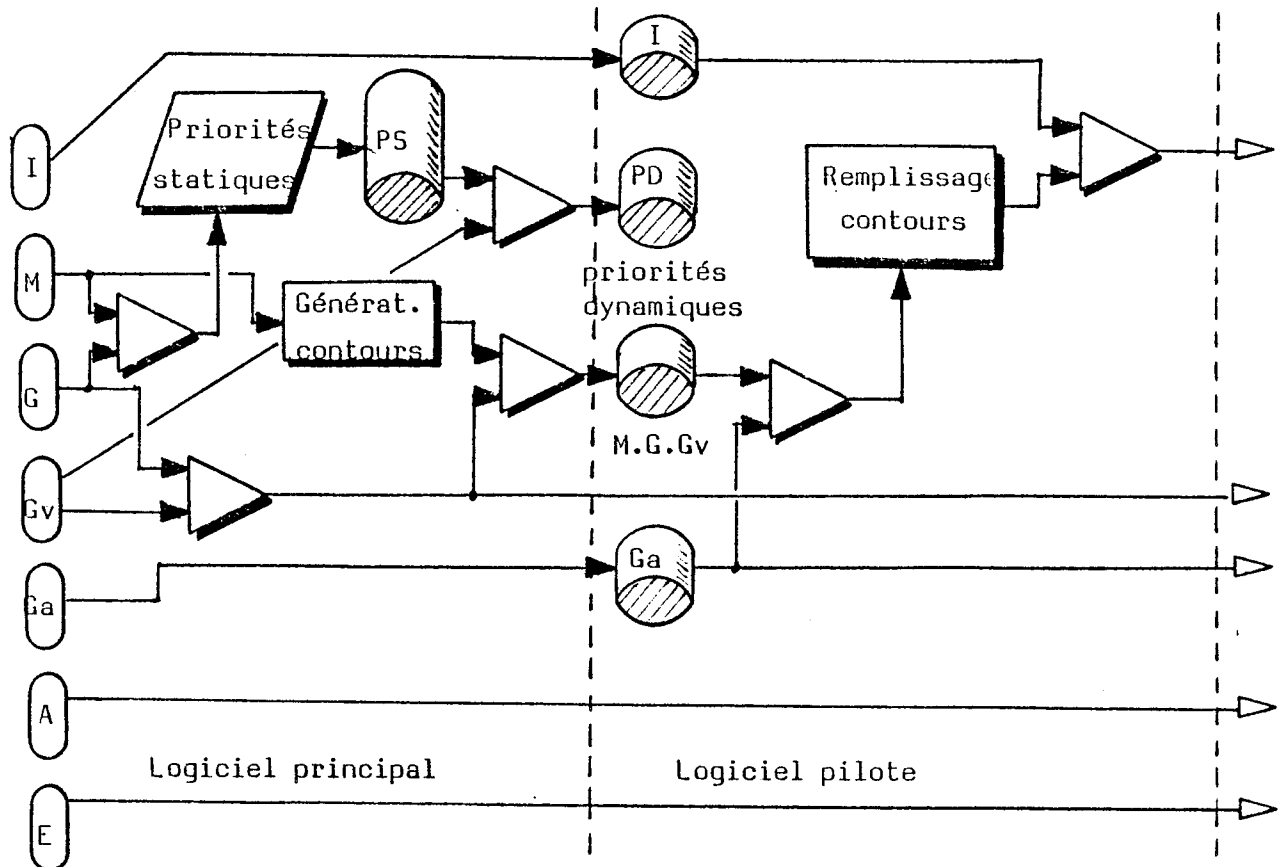 I
Priorités
statiques
PS
I
PD
priorités
dynamiques
Remplissage
contours
M
Générat.
contours
G
M.G.Gv
Gv
Ga
Ga
A
Logiciel principal
Logiciel pilote
E